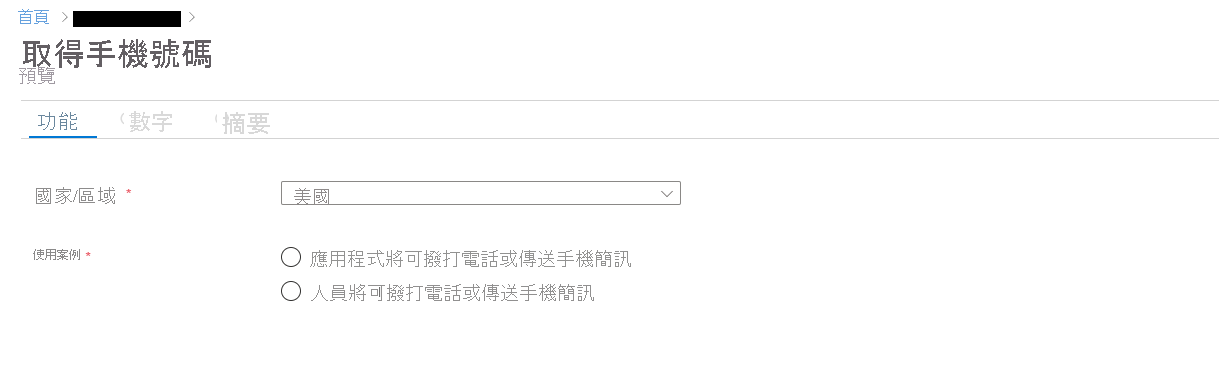 首頁
取得手機號碼
預覽
功能 數字 摘要
國家/區域 * 美國
使用案例 * 應用程式將可撥打電話或傳送手機簡訊
人員將可撥打電話或傳送手機簡訊